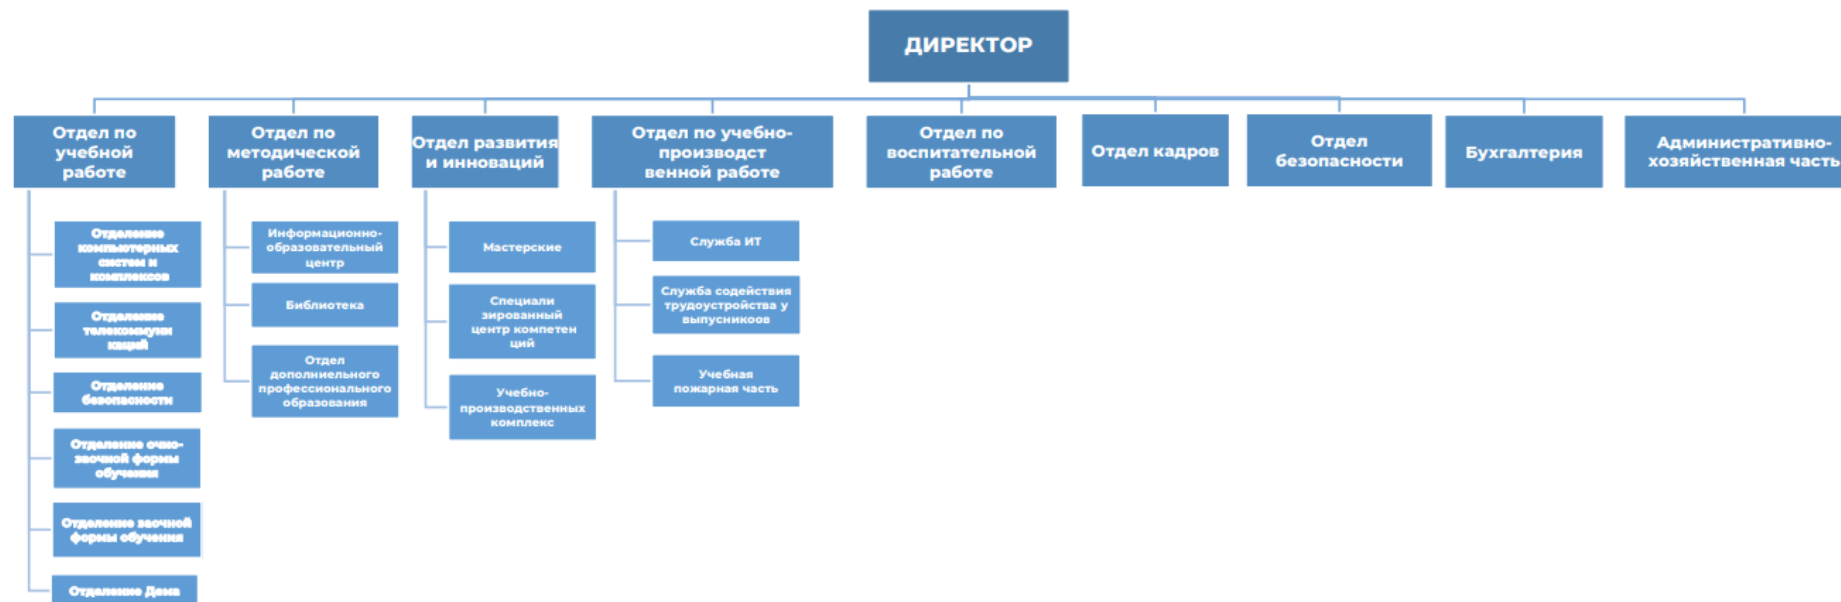 ДИРЕКТОР
Отдел по
учебной
работе
Отдел по
методической
работе
Отдел развития
и инноваций
Отдел по учебно-
производст
венной работе
Отдел по
воспитательной
работе
Отдел кадров
Отдел
безопасности
Бухгалтерия
Административно-
хозяйственная часть
Отделение
компьютерных
систем и
комплексов
Отделение
телекоммуни
каций
Отделение
безопасности
Отделение очно-
заочной формы
обучения
Отделение заочной
формы обучения
Отделение Дема
Информационно-
образовательный
центр
Библиотека
Отдел
дополниельного
профессионального
образования
Мастерские
Специали
зированный
центр компетен
ций
Учебно-
производственных
комплекс
Служба ИТ
Служба содействия
трудоустройства у
выпусникоов
Учебная
пожарная часть